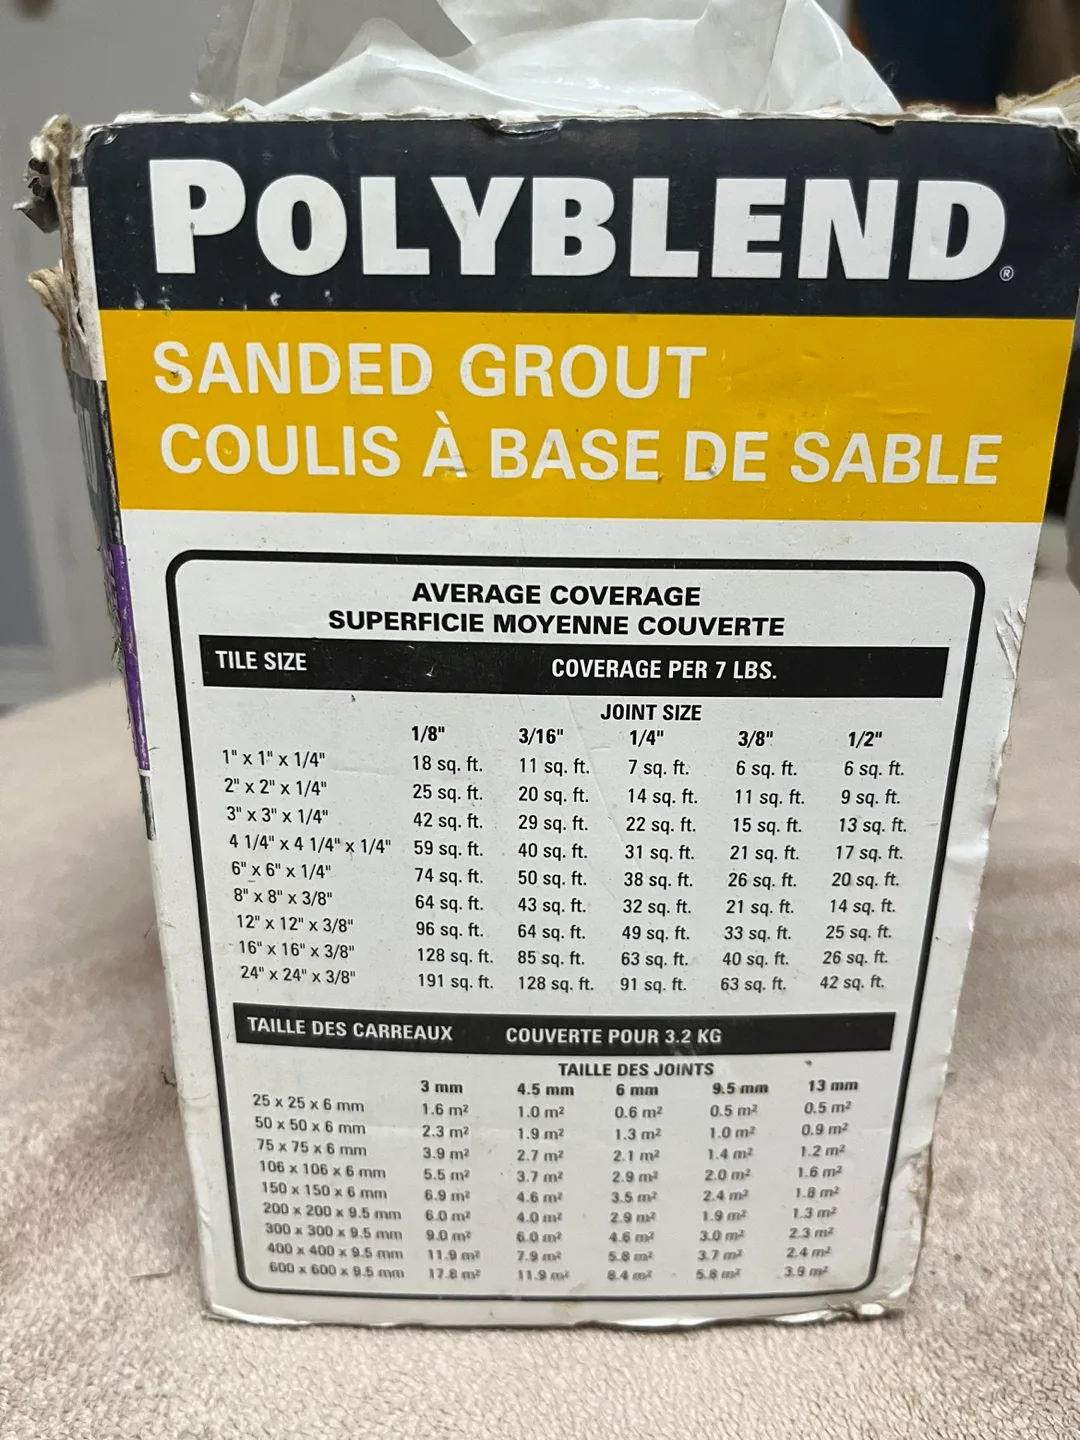 POLYBLEND®
SANDED GROUT
COULIS À BASE DE SABLE
AVERAGE COVERAGE
SUPERFICIE MOYENNE COUVERTE
TILE SIZE COVERAGE PER 7 LBS.
JOINT SIZE
1/8" 3/16" 1/4" 3/8" 1/2"
1" x 1" x 1/4" 18 sq. ft. 11 sq. ft. 7 sq. ft. 6 sq. ft. 6 sq. ft.
2" x 2" x 1/4" 25 sq. ft. 20 sq. ft. 14 sq. ft. 11 sq. ft. 9 sq. ft.
3" x 3" x 1/4" 42 sq. ft. 29 sq. ft. 22 sq. ft. 15 sq. ft. 13 sq. ft.
4 1/4" x 4 1/4" x 1/4" 59 sq. ft. 40 sq. ft. 31 sq. ft. 21 sq. ft. 17 sq. ft.
6" x 6" x 1/4" 74 sq. ft. 50 sq. ft. 38 sq. ft. 26 sq. ft. 20 sq. ft.
8" x 8" x 3/8" 64 sq. ft. 43 sq. ft. 32 sq. ft. 21 sq. ft. 14 sq. ft.
12" x 12" x 3/8" 96 sq. ft. 64 sq. ft. 49 sq. ft. 33 sq. ft. 25 sq. ft.
16" x 16" x 3/8" 128 sq. ft. 85 sq. ft. 63 sq. ft. 40 sq. ft. 26 sq. ft.
24" x 24" x 3/8" 191 sq. ft. 128 sq. ft. 91 sq. ft. 63 sq. ft. 42 sq. ft.
TAILLE DES CARREAUX COUVERTE POUR 3.2 KG
TAILLE DES JOINTS
3 mm 4.5 mm 6 mm 9.5 mm 13 mm
25 x 25 x 6 mm 1.6 m² 1.0 m² 0.6 m² 0.5 m² 0.5 m²
50 x 50 x 6 mm 2.3 m² 1.9 m² 1.3 m² 1.0 m² 0.9 m²
75 x 75 x 6 mm 3.9 m² 2.7 m² 2.1 m² 1.4 m² 1.2 m²
106 x 106 x 6 mm 5.5 m² 3.7 m² 2.9 m² 2.0 m² 1.6 m²
150 x 150 x 6 mm 6.9 m² 4.6 m² 3.5 m² 2.4 m² 1.8 m²
200 x 200 x 9.5 mm 6.0 m² 4.0 m² 2.9 m² 1.9 m² 1.3 m²
300 x 300 x 9.5 mm 9.0 m² 6.0 m² 4.6 m² 3.0 m² 2.3 m²
400 x 400 x 9.5 mm 11.9 m² 7.9 m² 5.8 m² 3.7 m² 2.4 m²
600 x 600 x 9.5 mm 17.8 m² 11.9 m² 8.4 m² 5.8 m² 3.9 m²